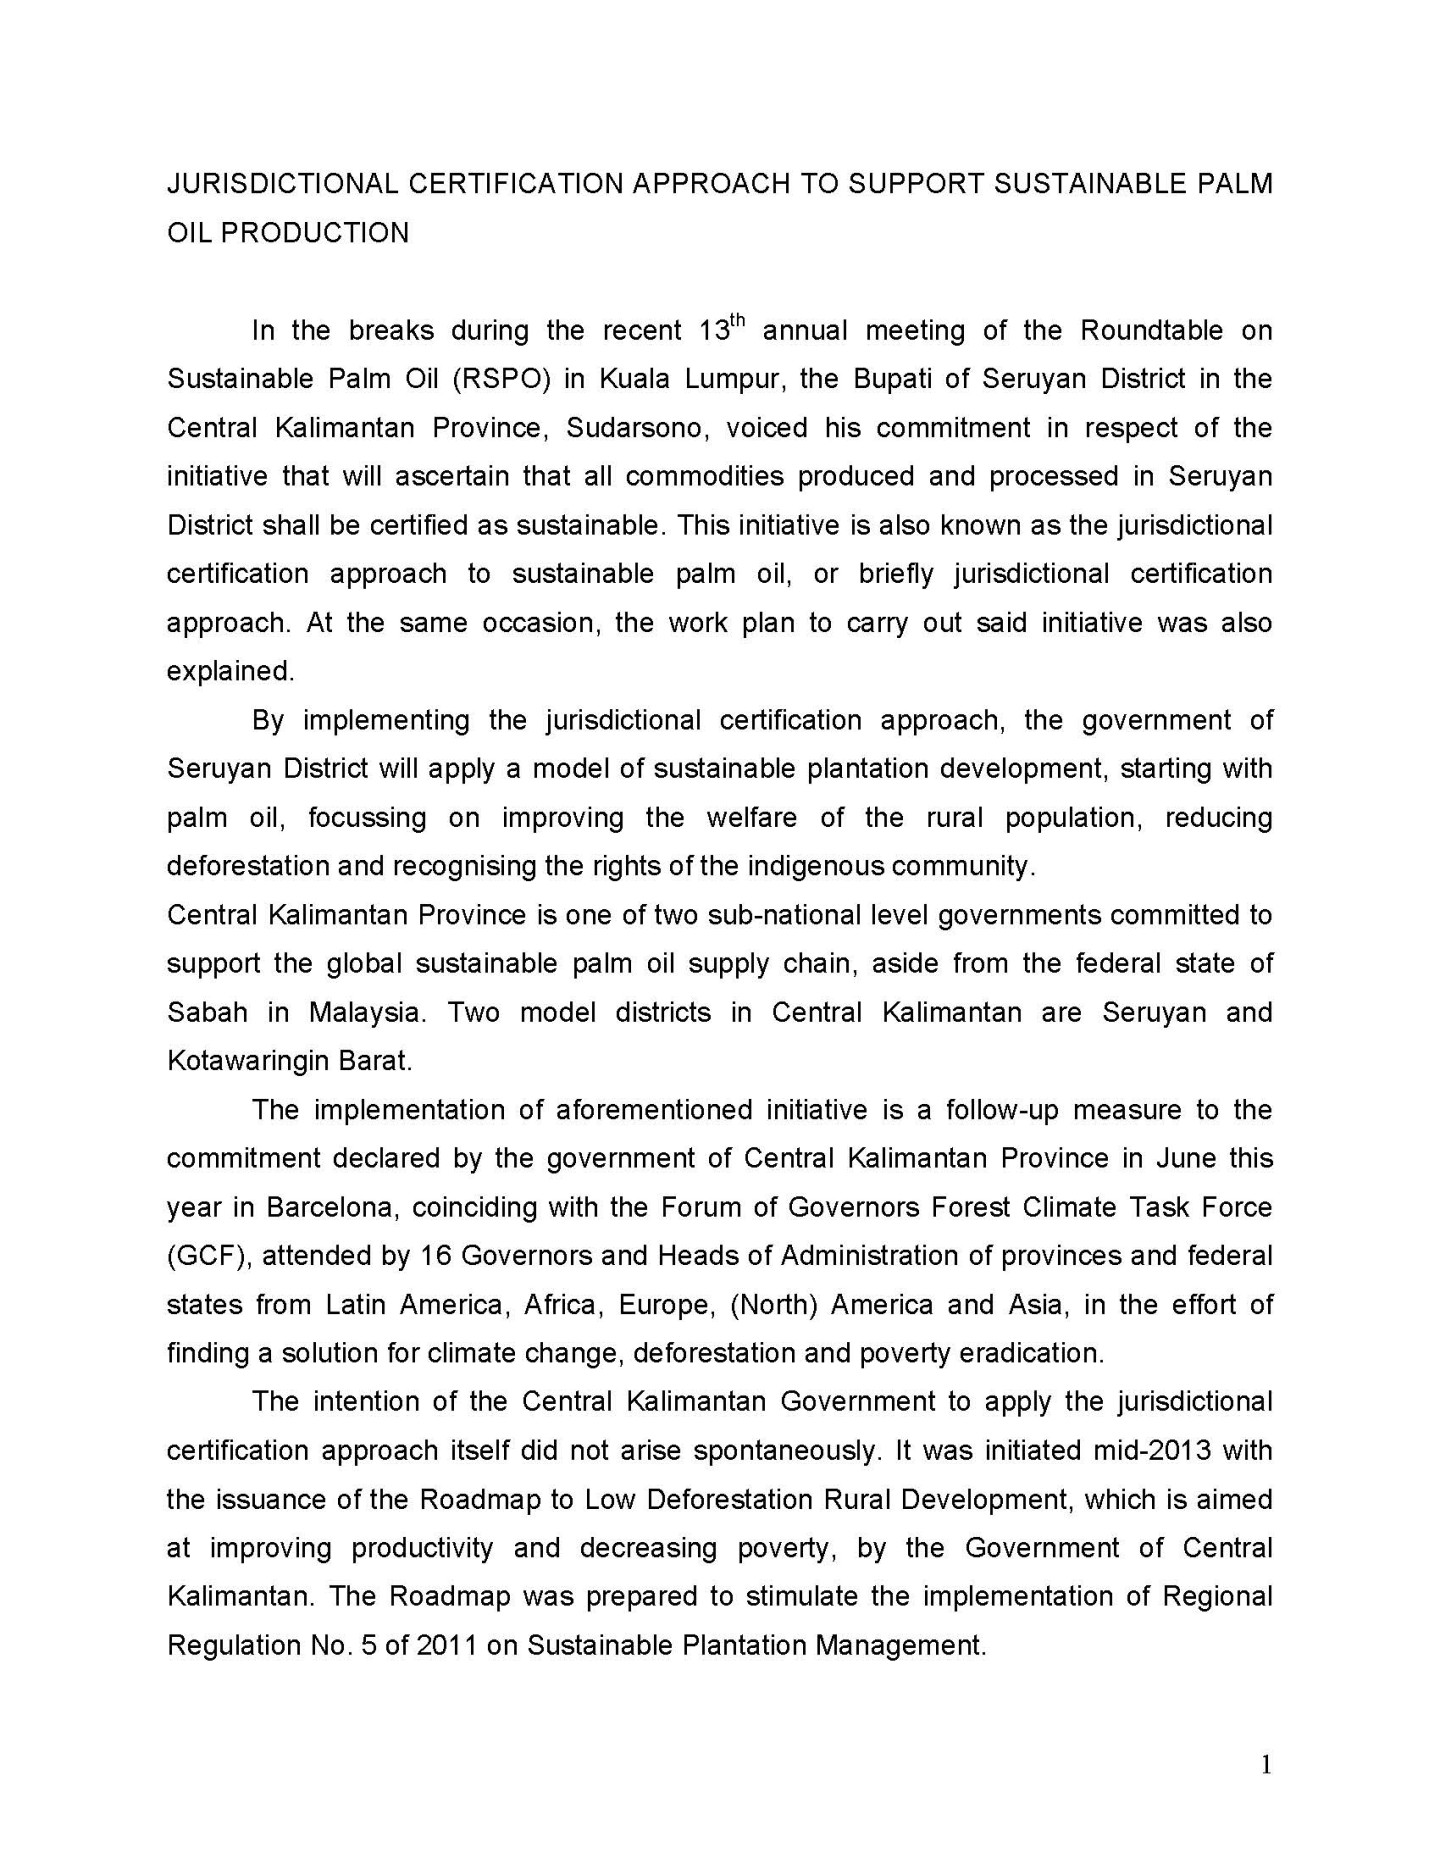 JURISDICTIONAL CERTIFICATION APPROACH TO SUPPORT SUSTAINABLE PALM
OIL PRODUCTION
In the breaks during the recent 13th annual meeting of the Roundtable on
Sustainable Palm Oil (RSPO) in Kuala Lumpur, the Bupati of Seruyan District in the
Central Kalimantan Province, Sudarsono, voiced his commitment in respect of the
initiative that will ascertain that all commodities produced and processed in Seruyan
District shall be certified as sustainable. This initiative is also known as the jurisdictional
certification approach to sustainable palm oil, or briefly jurisdictional certification
approach. At the same occasion, the work plan to carry out said initiative was also
explained.
By implementing the jurisdictional certification approach, the government of
Seruyan District will apply a model of sustainable plantation development, starting with
palm oil, focussing on improving the welfare of the rural population, reducing
deforestation and recognising the rights of the indigenous community.
Central Kalimantan Province is one of two sub-national level governments committed to
support the global sustainable palm oil supply chain, aside from the federal state of
Sabah in Malaysia. Two model districts in Central Kalimantan are Seruyan and
Kotawaringin Barat.
The implementation of aforementioned initiative is a follow-up measure to the
commitment declared by the government of Central Kalimantan Province in June this
year in Barcelona, coinciding with the Forum of Governors Forest Climate Task Force
(GCF), attended by 16 Governors and Heads of Administration of provinces and federal
states from Latin America, Africa, Europe, (North) America and Asia, in the effort of
finding a solution for climate change, deforestation and poverty eradication.
The intention of the Central Kalimantan Government to apply the jurisdictional
certification approach itself did not arise spontaneously. It was initiated mid-2013 with
the issuance of the Roadmap to Low Deforestation Rural Development, which is aimed
at improving productivity and decreasing poverty, by the Government of Central
Kalimantan. The Roadmap was prepared to stimulate the implementation of Regional
Regulation No. 5 of 2011 on Sustainable Plantation Management.
1